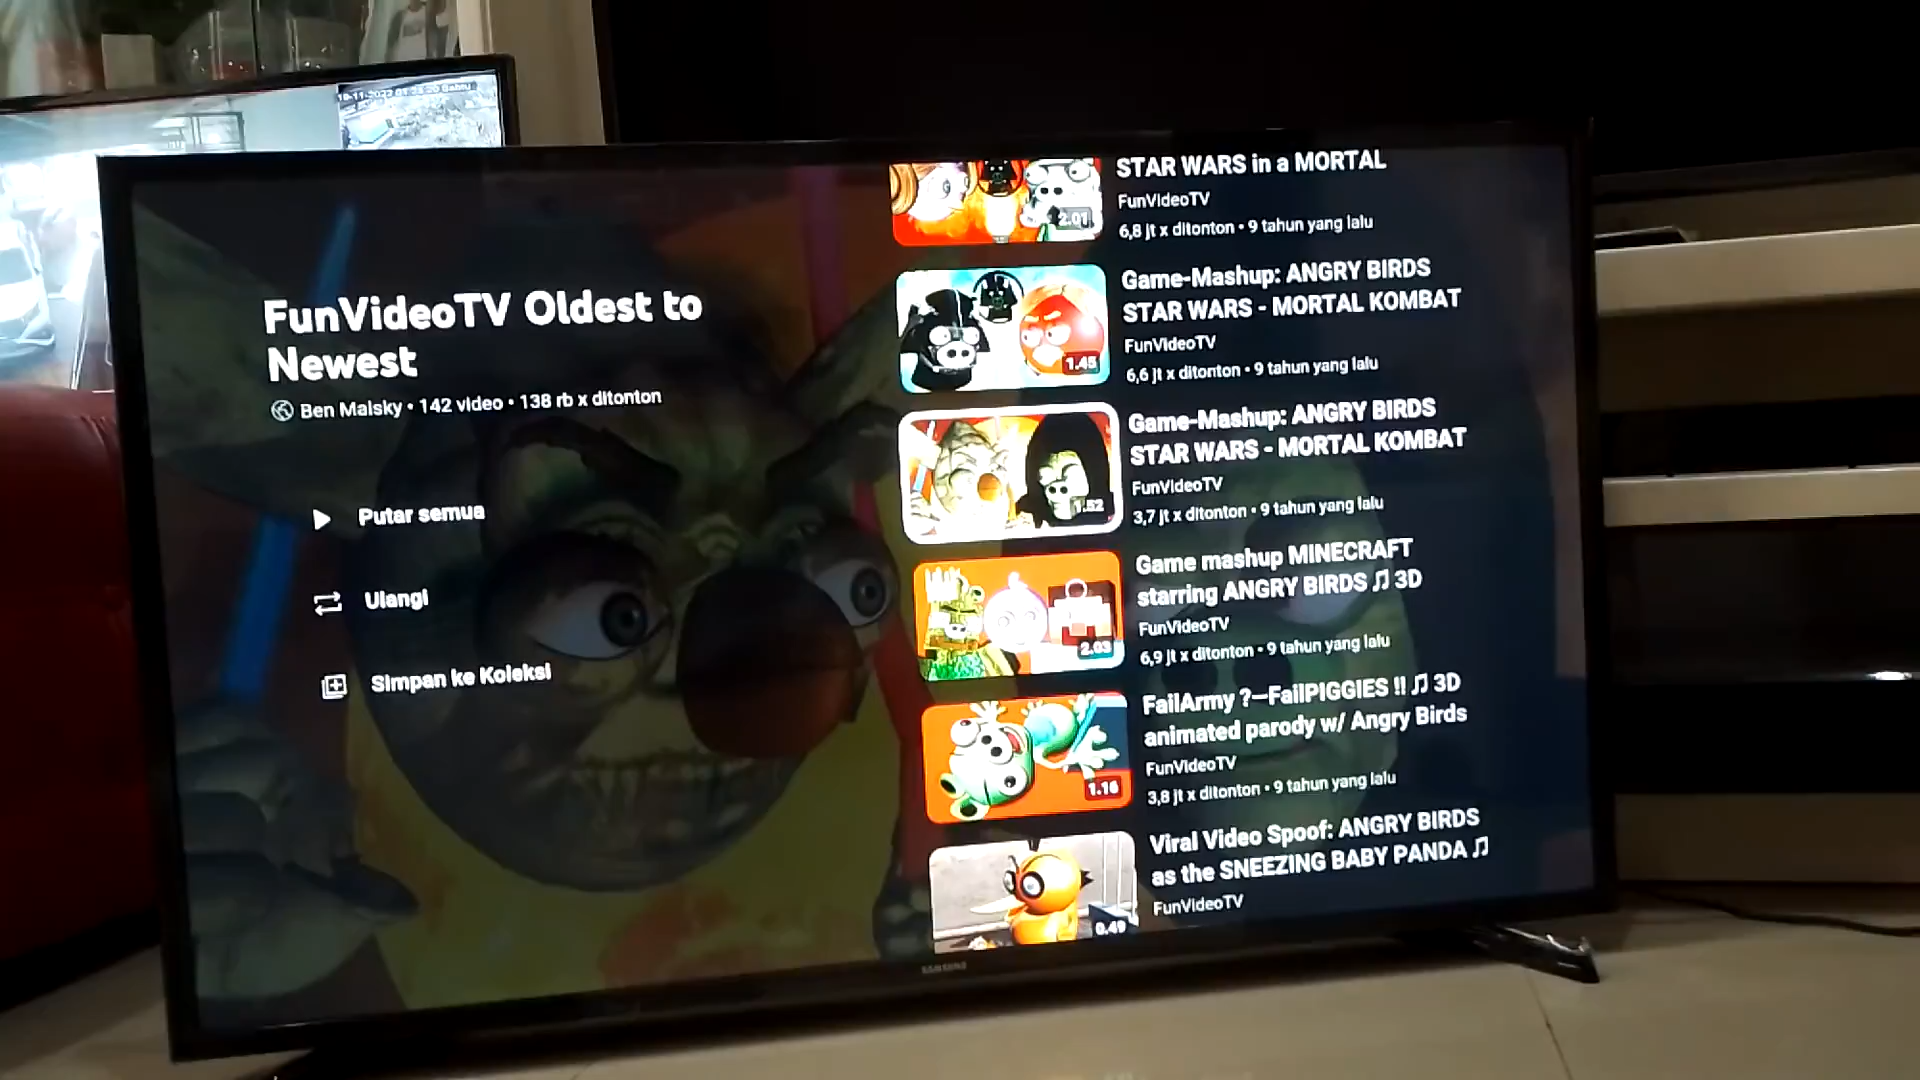 FunVideoTV Oldest to
Newest
Ben Malsky • 142 video • 138 rb x ditonton
Putar semua
Ulangi
Simpan ke Koleksi
STAR WARS in a MORTAL
FunVideoTV
6,8 jt x ditonton • 9 tahun yang lalu
2.01
Game-Mashup: ANGRY BIRDS
STAR WARS - MORTAL KOMBAT
FunVideoTV
6,6 jt x ditonton • 9 tahun yang lalu
1.45
Game-Mashup: ANGRY BIRDS
STAR WARS - MORTAL KOMBAT
FunVideoTV
3,7 jt x ditonton • 9 tahun yang lalu
1.52
Game mashup MINECRAFT
starring ANGRY BIRDS ♫ 3D
FunVideoTV
6,9 jt x ditonton • 9 tahun yang lalu
2.03
FailArmy ?—FailPIGGIES !! ♫ 3D
animated parody w/ Angry Birds
FunVideoTV
3,8 jt x ditonton • 9 tahun yang lalu
1.16
Viral Video Spoof: ANGRY BIRDS
as the SNEEZING BABY PANDA ♫
FunVideoTV
0.49
SAMSUNG